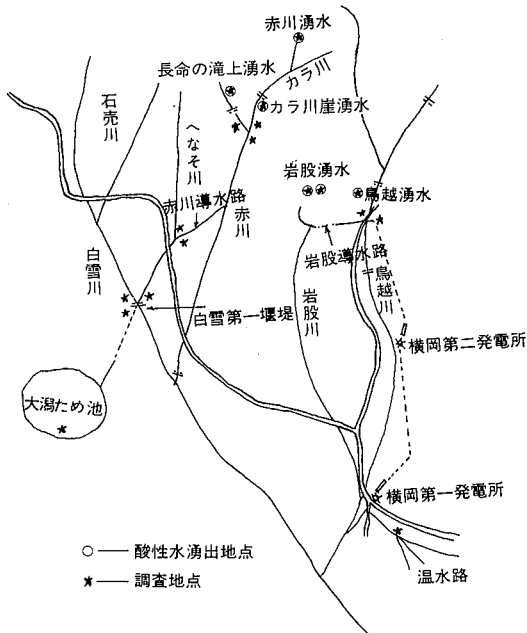 赤川湧水
長命の滝上湧水
カラ川
石売川
カラ川崖湧水
へなそ川
岩股湧水
鳥越湧水
赤川導水路
赤川
岩股導水路
鳥越川
白雪川
岩股川
白雪第一堰堤
横岡第二発電所
大潟ため池
横岡第一発電所
酸性水湧出地点
調査地点
温水路